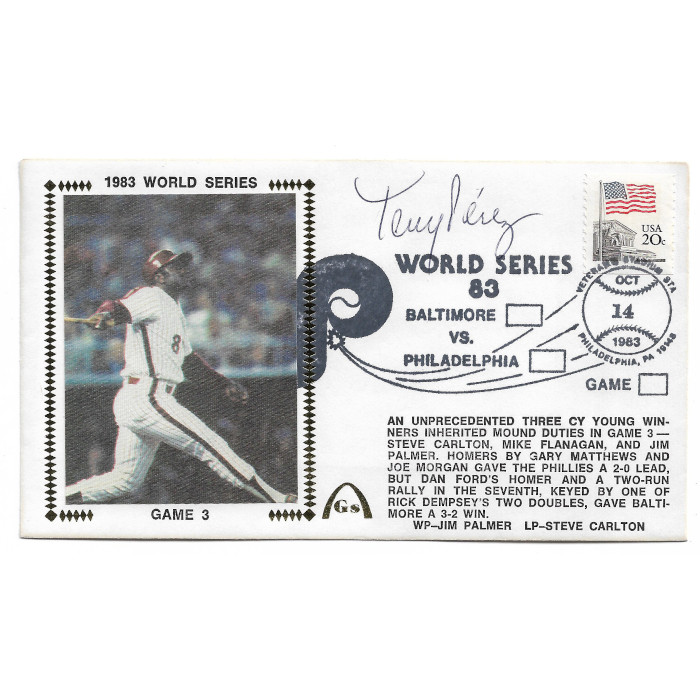 1983 WORLD SERIES
8
GAME 3
Tony Pérez
USA
20c
WORLD SERIES
83
BALTIMORE
VS.
PHILADELPHIA
GAME
VETERANS STADIUM STA
OCT
14
1983
PHILADELPHIA, PA 19148
Gs
AN UNPRECEDENTED THREE CY YOUNG WIN-
NERS INHERITED MOUND DUTIES IN GAME 3—
STEVE CARLTON, MIKE FLANAGAN, AND JIM
PALMER. HOMERS BY GARY MATTHEWS AND
JOE MORGAN GAVE THE PHILLIES A 2-0 LEAD,
BUT DAN FORD'S HOMER AND A TWO-RUN
RALLY IN THE SEVENTH, KEYED BY ONE OF
RICK DEMPSEY'S TWO DOUBLES, GAVE BALTI-
MORE A 3-2 WIN.
WP–JIM PALMER LP–STEVE CARLTON